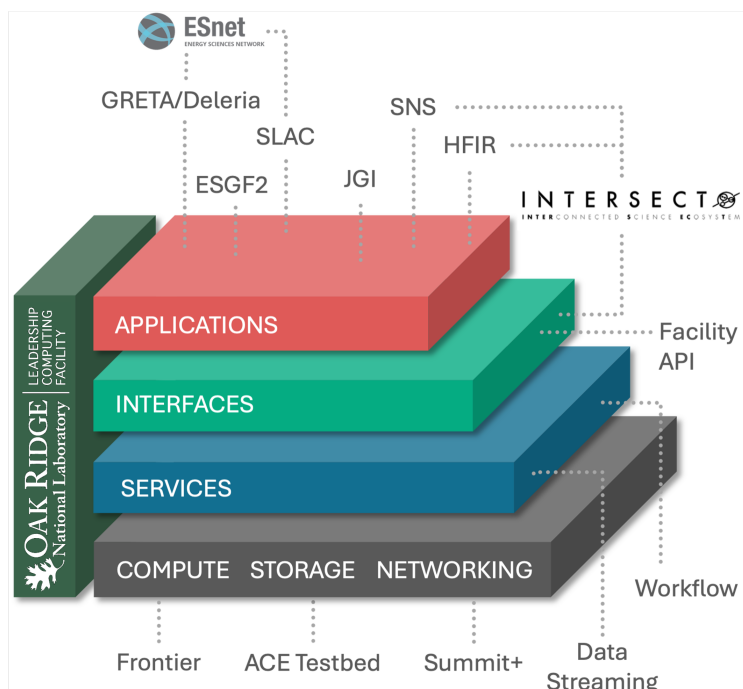 ESnet
ENERGY SCIENCES NETWORK
GRETA/Deleria
SNS
SLAC
HFIR
ESGF2
JGI
INTERSECT
INTERCONNECTED SCIENCE ECOSYSTEM
APPLICATIONS
Facility
API
INTERFACES
SERVICES
COMPUTE STORAGE NETWORKING
OAK RIDGE
National Laboratory
LEADERSHIP
COMPUTING
FACILITY
Workflow
Frontier
ACE Testbed
Summit+
Data
Streaming